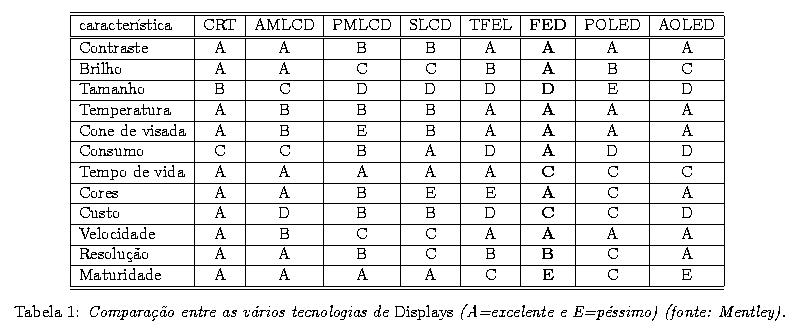 característica CRT AMLCD PMLCD SLCD TFEL FED POLED AOLED
Contraste A A B B A A A A
Brilho A A C C B A B C
Tamanho B C D D D D E D
Temperatura A B B B A A A A
Cone de visada A B E B A A A A
Consumo C C B A D A D D
Tempo de vida A A A A A C C C
Cores A A B E E A C A
Custo A D B B D C C D
Velocidade A B C C A A A A
Resolução A A B C B B C A
Maturidade A A A A C E C E
Tabela 1: Comparação entre as vários tecnologias de Displays (A=excelente e E=péssimo) (fonte: Mentley).